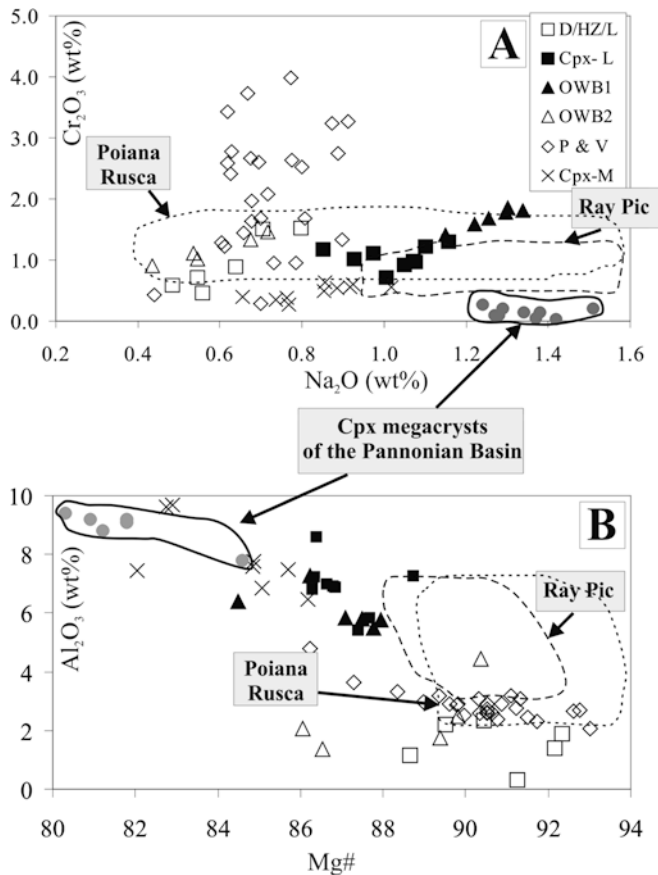 A
Cr2O3 (wt%)
5.0
4.0
3.0
2.0
1.0
0.0
D/HZ/L
Cpx- L
OWB1
OWB2
P & V
Cpx-M
Poiana
Rusca
Ray Pic
0.2 0.4 0.6 0.8 1.0 1.2 1.4 1.6
Na2O (wt%)
Cpx megacrysts
of the Pannonian Basin
B
Al2O3 (wt%)
10
8
6
4
2
0
Ray Pic
Poiana
Rusca
80 82 84 86 88 90 92 94
Mg#